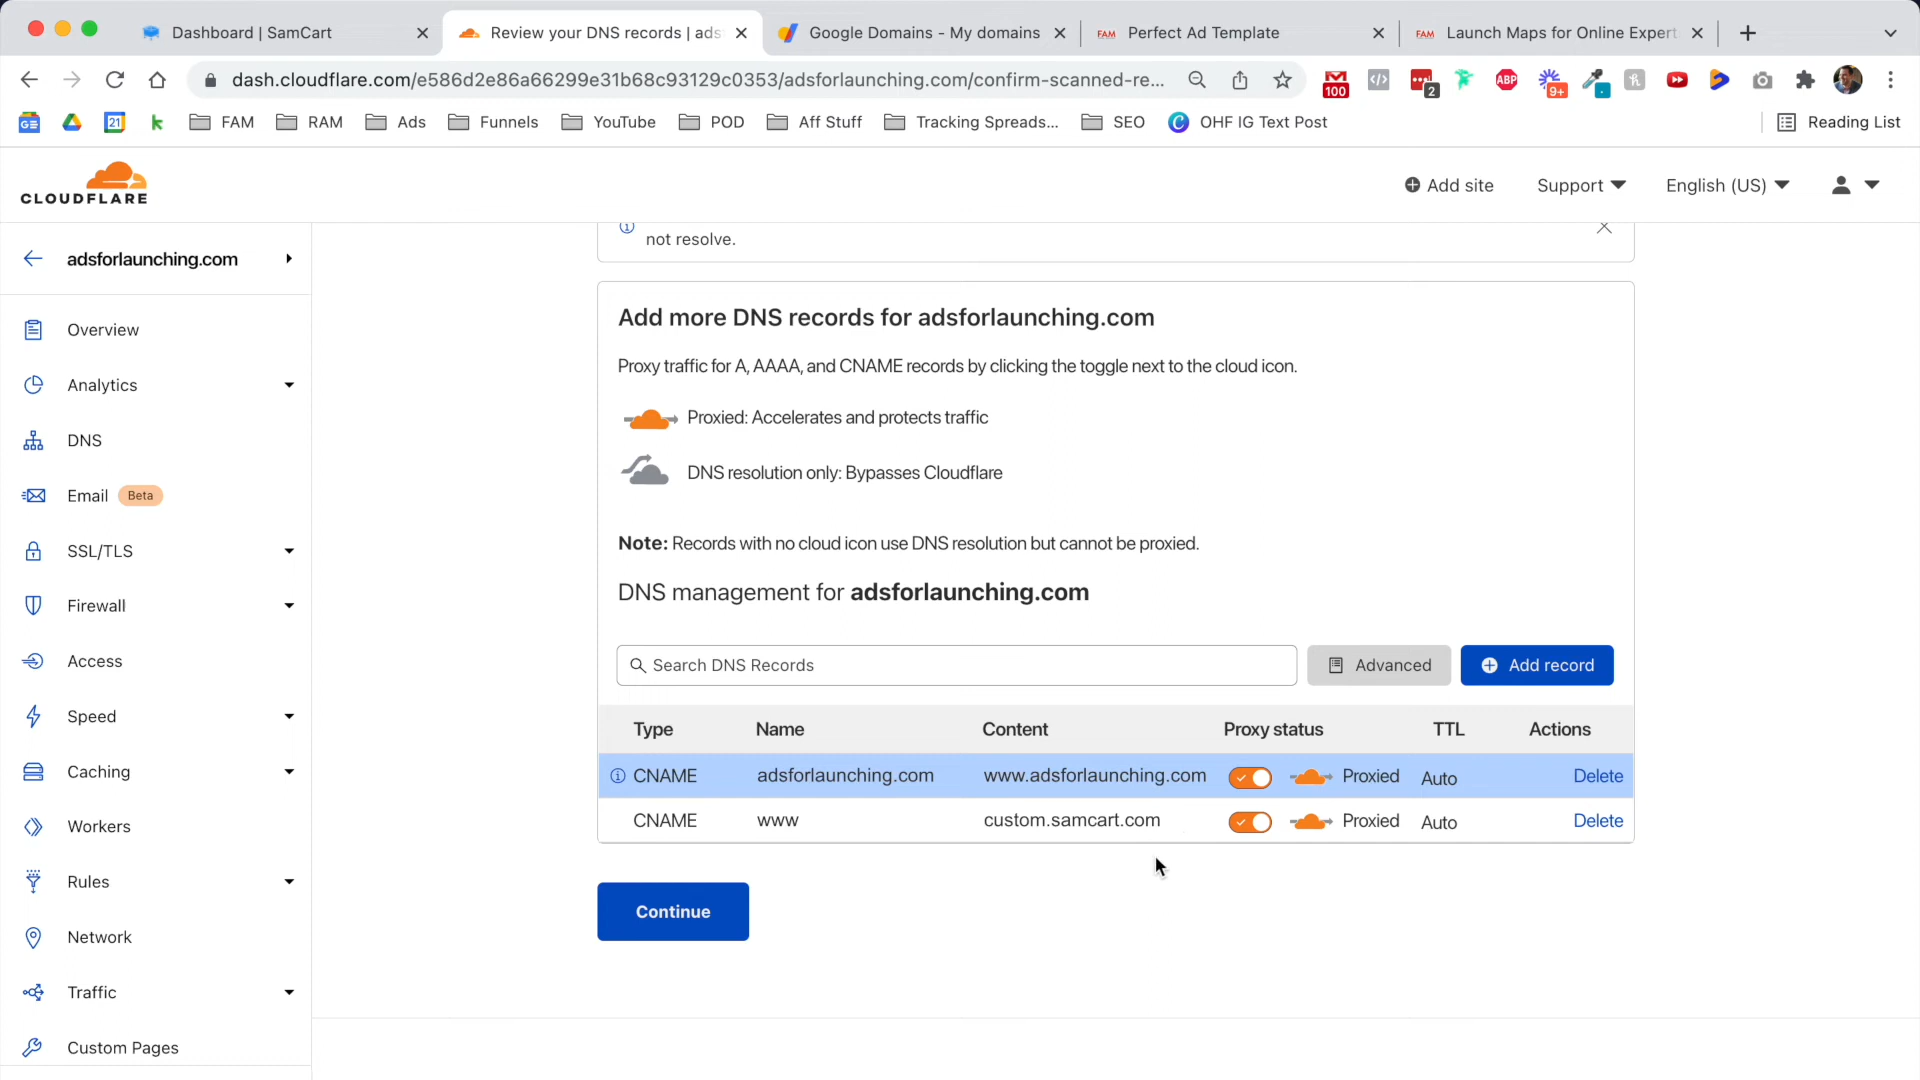 Dashboard | SamCart
Review your DNS records | ads
Google Domains - My domains
FAM Perfect Ad Template
FAM Launch Maps for Online Expert
dash.cloudflare.com/e586d2e86a66299e31b68c93129c0353/adsforlaunching.com/confirm-scanned-re...
100
2
ABP
9+
21
FAM
RAM
Ads
Funnels
YouTube
POD
Aff Stuff
Tracking Spreads...
SEO
OHF IG Text Post
Reading List
CLOUDFLARE
Add site
Support
English (US)
adsforlaunching.com
Overview
Analytics
DNS
Email Beta
SSL/TLS
Firewall
Access
Speed
Caching
Workers
Rules
Network
Traffic
Custom Pages
not resolve.
Add more DNS records for adsforlaunching.com
Proxy traffic for A, AAAA, and CNAME records by clicking the toggle next to the cloud icon.
Proxied: Accelerates and protects traffic
DNS resolution only: Bypasses Cloudflare
Note: Records with no cloud icon use DNS resolution but cannot be proxied.
DNS management for adsforlaunching.com
Search DNS Records
Advanced
Add record
Type Name Content Proxy status TTL Actions
CNAME adsforlaunching.com www.adsforlaunching.com Proxied Auto Delete
CNAME www custom.samcart.com Proxied Auto Delete
Continue